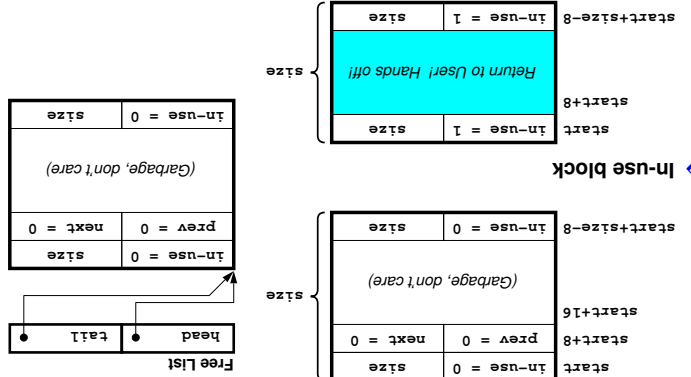 start in-use = 0 size
start+8 prev = 0 next = 0
start+16
(Garbage, don't care)
size
start+size-8 in-use = 0 size
In-use block
start in-use = 1 size
start+8
Return to User! Hands off!
size
start+size-8 in-use = 1 size
Free List
head tail
in-use = 0 size
prev = 0 next = 0
(Garbage, don't care)
in-use = 0 size